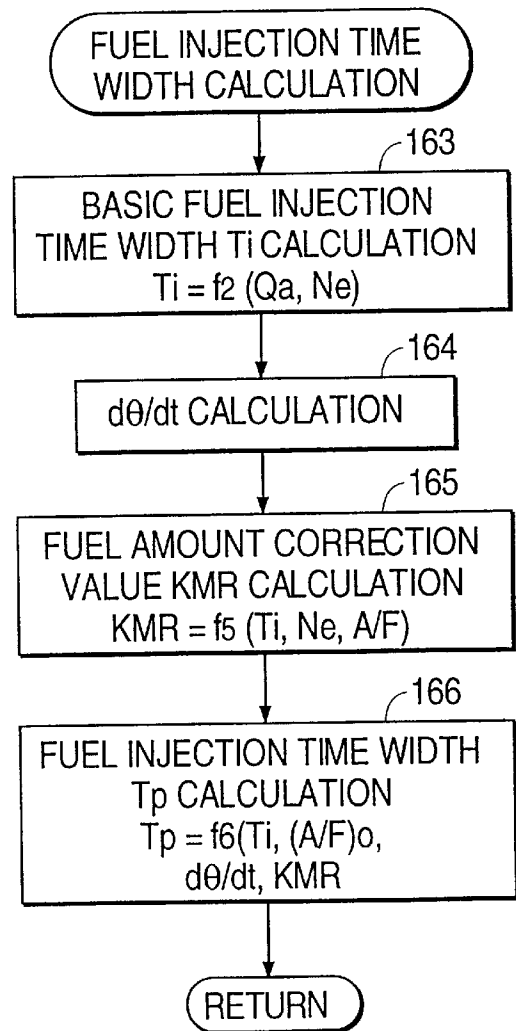 FUEL INJECTION TIME
WIDTH CALCULATION
163
BASIC FUEL INJECTION
TIME WIDTH Ti CALCULATION
Ti = f2 (Qa, Ne)
164
dθ/dt CALCULATION
165
FUEL AMOUNT CORRECTION
VALUE KMR CALCULATION
KMR = f5 (Ti, Ne, A/F)
166
FUEL INJECTION TIME WIDTH
Tp CALCULATION
Tp = f6(Ti, (A/F)o,
dθ/dt, KMR
RETURN